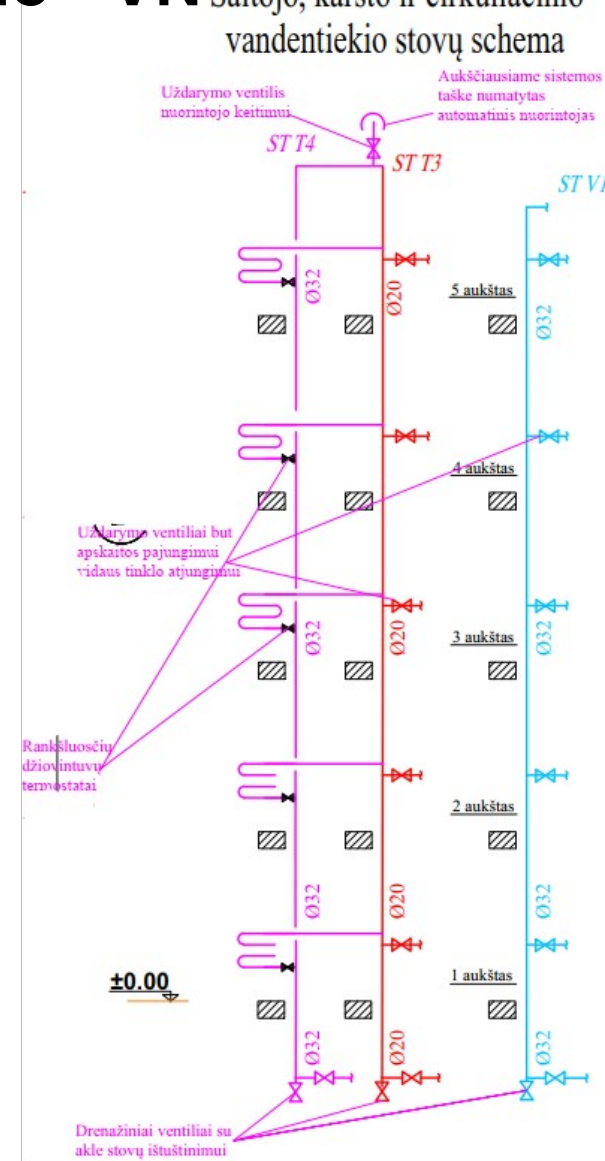 Šaltojo, karšto ir cirkuliacinio
vandentiekio stovų schema
Uždarymo ventilis
nuorintojo keitimui
Aukščiausiame sistemos
taške numatytas
automatinis nuorintojas
ST T4
ST T3
ST V1
Ø32
Ø20
5 aukštas
Ø32
4 aukštas
Uždarymo ventiliai but
apskaitos pajungimui
vidaus tinklo atjungimui
Ø32
Ø20
3 aukštas
Ø32
Rankšluosčių
džiovintuvų
termostatai
2 aukštas
Ø32
Ø20
Ø32
±0.00
1 aukštas
Ø32
Ø20
Ø32
Drenažiniai ventiliai su
akle stovų ištuštinimui